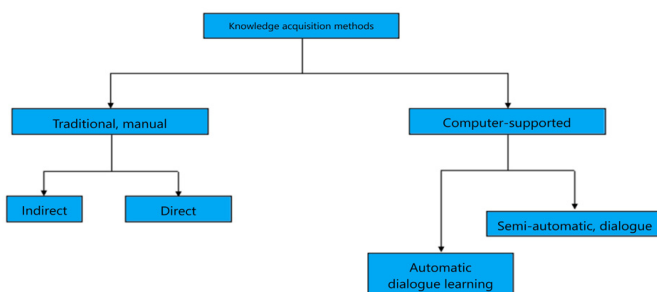 Knowledge acquisition methods
Traditional, manual
Computer-supported
Indirect
Direct
Semi-automatic, dialogue
Automatic
dialogue learning